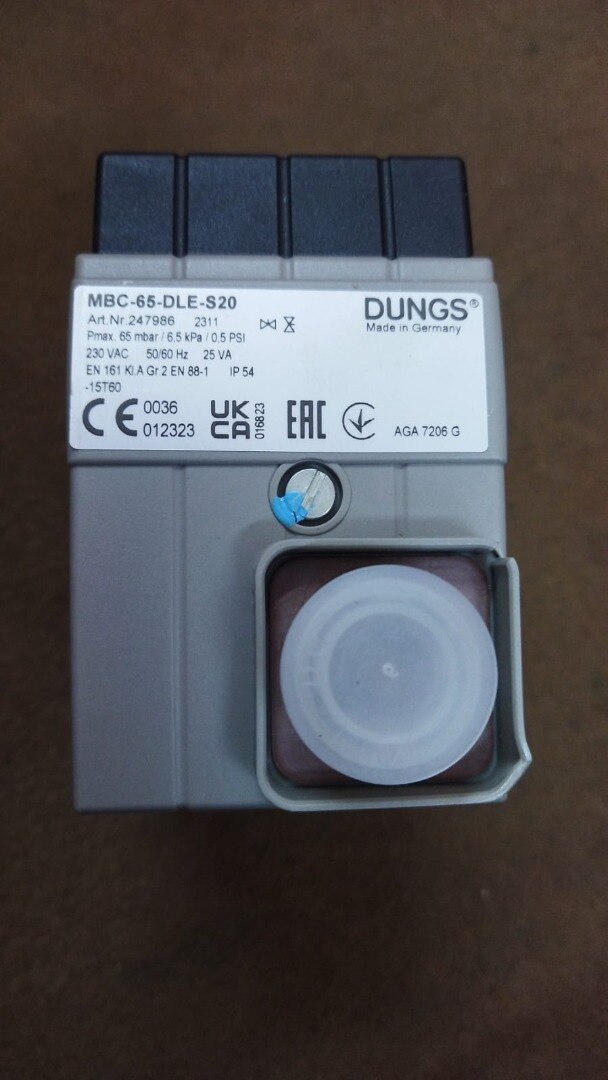 MBC-65-DLE-S20
DUNGS®
Art.Nr.247986 2311
Made in Germany
Pmax. 65 mbar / 6,5 kPa / 0.5 PSI
230 VAC 50/60 Hz 25 VA
EN 161 Kl.A Gr 2 EN 88-1 IP 54
-15T60
CE 0036
012323
UK
CA
016823
EAC
AGA 7206 G